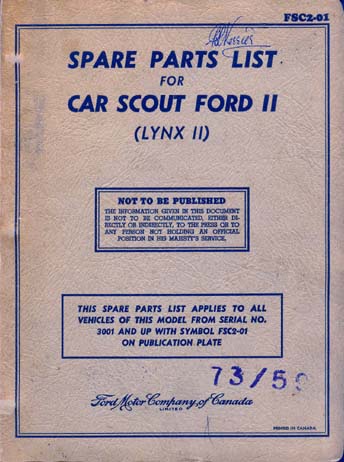 FSC2-01
SPARE PARTS LIST
FOR
CAR SCOUT FORD II
(LYNX II)
NOT TO BE PUBLISHED
THE INFORMATION GIVEN IN THIS DOCUMENT
IS NOT TO BE COMMUNICATED, EITHER DI-
RECTLY OR INDIRECTLY, TO THE PRESS OR TO
ANY PERSON NOT HOLDING AN OFFICIAL
POSITION IN HIS MAJESTY'S SERVICE.
THIS SPARE PARTS LIST APPLIES TO ALL
VEHICLES OF THIS MODEL FROM SERIAL NO.
3001 AND UP WITH SYMBOL FSC2-01
ON PUBLICATION PLATE
73/59
Ford Motor Company of Canada
LIMITED
PRINTED IN CANADA